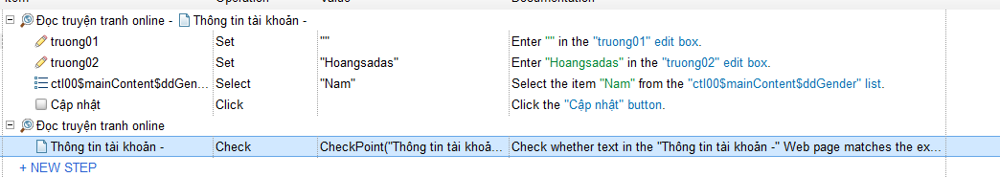 Item Operation Value Documentation
Đọc truyện tranh online - Thông tin tài khoản -
truong01 Set "" Enter "" in the "truong01" edit box.
truong02 Set "Hoangsadas" Enter "Hoangsadas" in the "truong02" edit box.
ctl00$mainContent$ddGen... Select "Nam" Select the item "Nam" from the "ctl00$mainContent$ddGender" list.
Cập nhật Click Click the "Cập nhật" button.
Đọc truyện tranh online
Thông tin tài khoản - Check CheckPoint("Thông tin tài khoả... Check whether text in the "Thông tin tài khoản -" Web page matches the ex...
+ NEW STEP